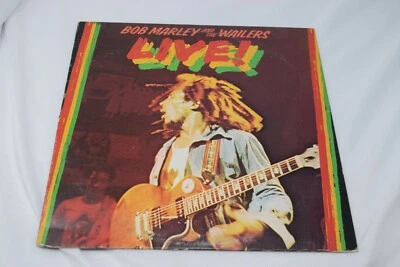 BOB MARLEY AND THE WAILERS
LIVE!